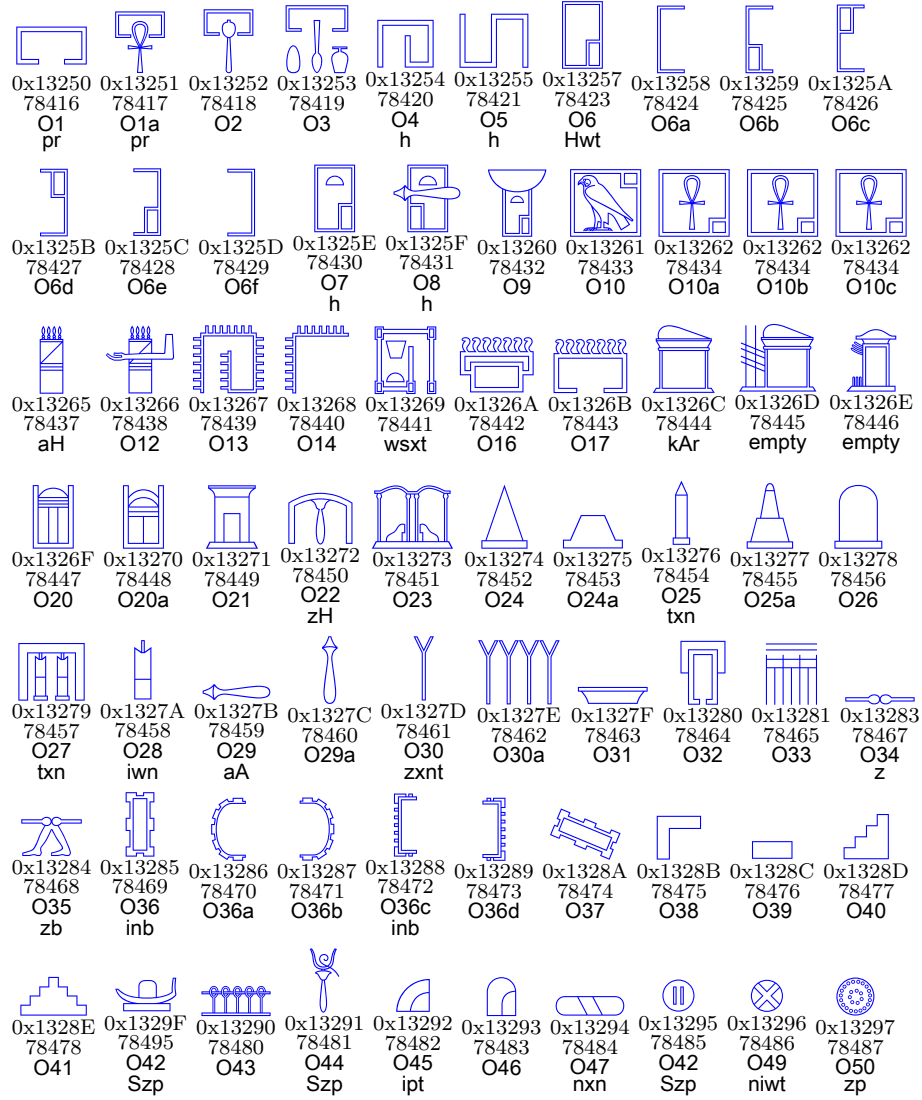 0x13250 0x13251 0x13252 0x13253 0x13254 0x13255 0x13257 0x13258 0x13259 0x1325A
78416 78417 78418 78419 78420 78421 78423 78424 78425 78426
O1 O1a O2 O3 O4 O5 O6 O6a O6b O6c
pr pr h h Hwt
0x1325B 0x1325C 0x1325D 0x1325E 0x1325F 0x13260 0x13261 0x13262 0x13262 0x13262
78427 78428 78429 78430 78431 78432 78433 78434 78434 78434
O6d O6e O6f O7 O8 O9 O10 O10a O10b O10c
h h
0x13265 0x13266 0x13267 0x13268 0x13269 0x1326A 0x1326B 0x1326C 0x1326D 0x1326E
78437 78438 78439 78440 78441 78442 78443 78444 78445 78446
aH O12 O13 O14 wsxt O16 O17 kAr empty empty
0x1326F 0x13270 0x13271 0x13272 0x13273 0x13274 0x13275 0x13276 0x13277 0x13278
78447 78448 78449 78450 78451 78452 78453 78454 78455 78456
O20 O20a O21 O22 O23 O24 O24a O25 O25a O26
zH txn
0x13279 0x1327A 0x1327B 0x1327C 0x1327D 0x1327E 0x1327F 0x13280 0x13281 0x13283
78457 78458 78459 78460 78461 78462 78463 78464 78465 78467
O27 O28 O29 O29a O30 O30a O31 O32 O33 O34
txn iwn aA zxnt z
0x13284 0x13285 0x13286 0x13287 0x13288 0x13289 0x1328A 0x1328B 0x1328C 0x1328D
78468 78469 78470 78471 78472 78473 78474 78475 78476 78477
O35 O36 O36a O36b O36c O36d O37 O38 O39 O40
zb inb inb
0x1328E 0x1329F 0x13290 0x13291 0x13292 0x13293 0x13294 0x13295 0x13296 0x13297
78478 78495 78480 78481 78482 78483 78484 78485 78486 78487
O41 O42 O43 O44 O45 O46 O47 O42 O49 O50
Szp Szp ipt nxn Szp niwt zp